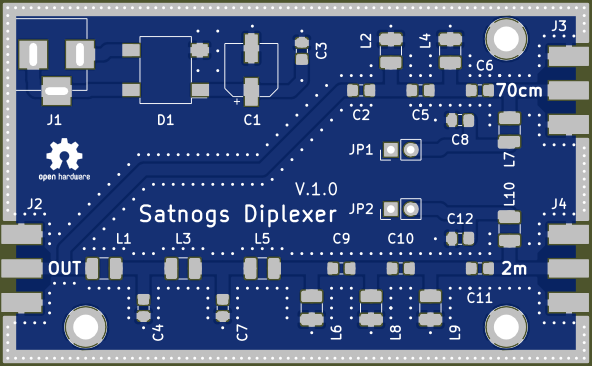 J3
L2
L4
C3
C6
70cm
J1
D1
+
C1
C2
C5
C8
L7
JP1
open hardware
V.1.0
L10
J2
Satnogs Diplexer
JP2
J4
L1
L3
L5
C9
C10
C12
OUT
2m
C11
C4
C7
L6
L8
L9